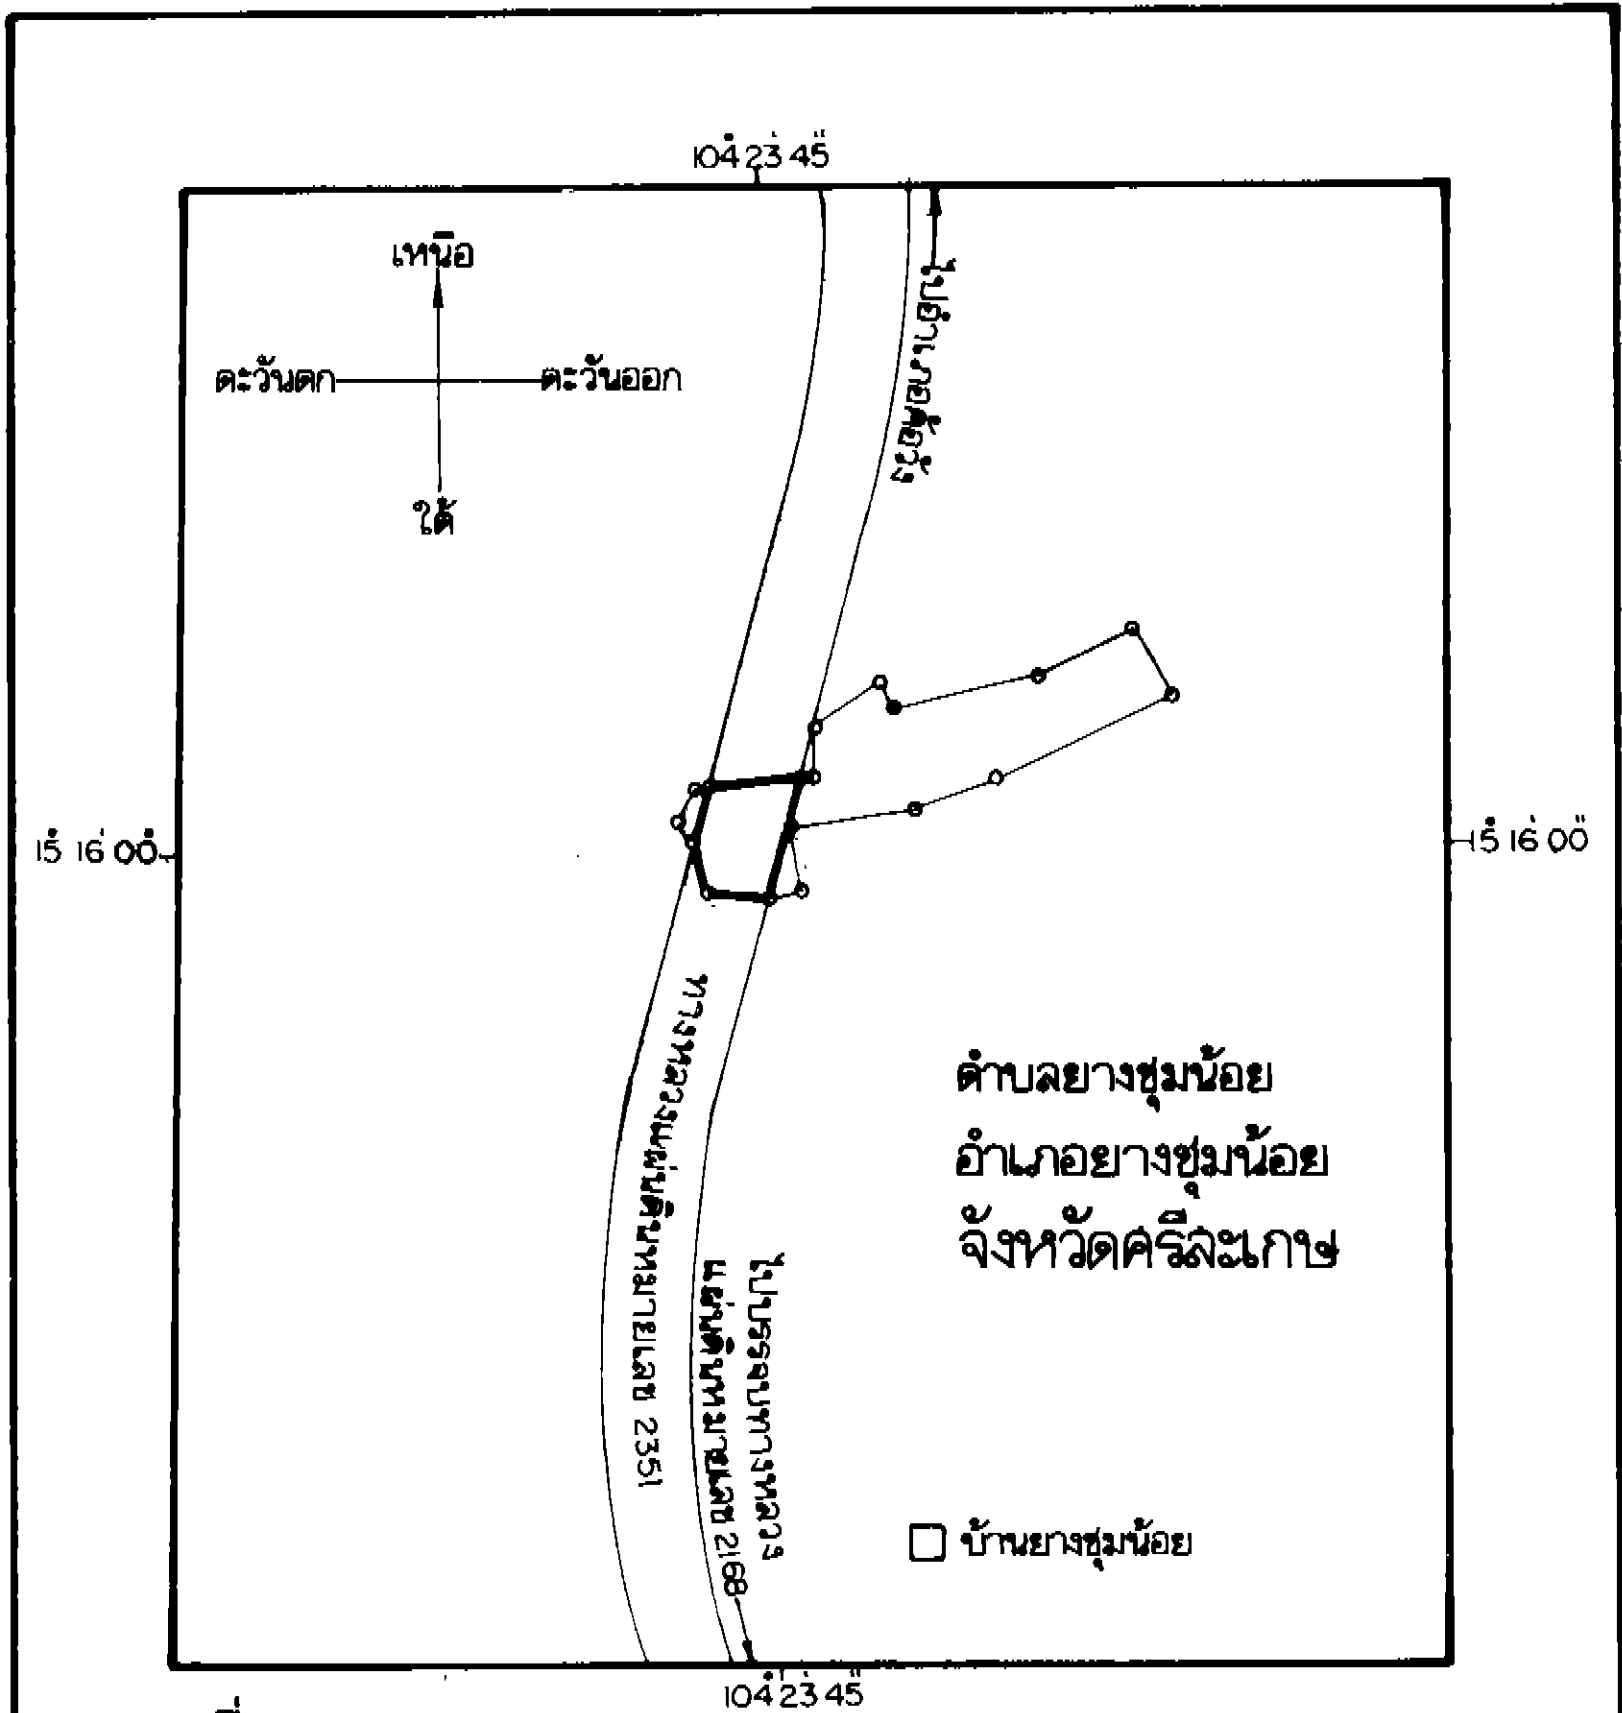 104° 23' 45"
เหนือ
ตะวันตก
ตะวันออก
ใต้
ไปอำเภอค้อวัง
15° 16' 00"
15° 16' 00"
ทางหลวงแผ่นดินหมายเลข 2351
ตำบลยางชุมน้อย
อำเภอยางชุมน้อย
จังหวัดศรีสะเกษ
ไปบรรจบทางหลวง
แผ่นดินหมายเลข 2168
บ้านยางชุมน้อย
104° 23' 45"